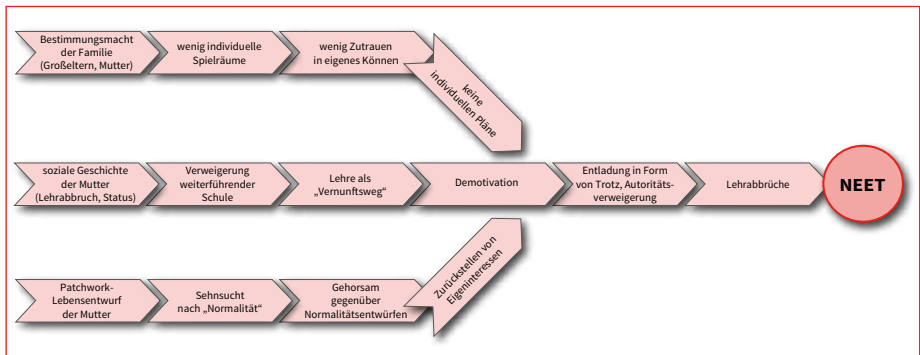 Bestimmungsmacht
der Familie
(Großeltern, Mutter)
wenig individuelle
Spielräume
wenig Zutrauen
in eigenes Können
keine
individuellen Pläne
soziale Geschichte
der Mutter
(Lehrabbruch, Status)
Verweigerung
weiterführender
Schule
Lehre als
„Vernunftsweg“
Demotivation
Entladung in Form
von Trotz, Autoritäts-
verweigerung
Lehrabbrüche
NEET
Patchwork-
Lebensentwurf
der Mutter
Sehnsucht
nach „Normalität“
Gehorsam
gegenüber
Normalitätsentwürfen
Zurückstellen von
Eigeninteressen